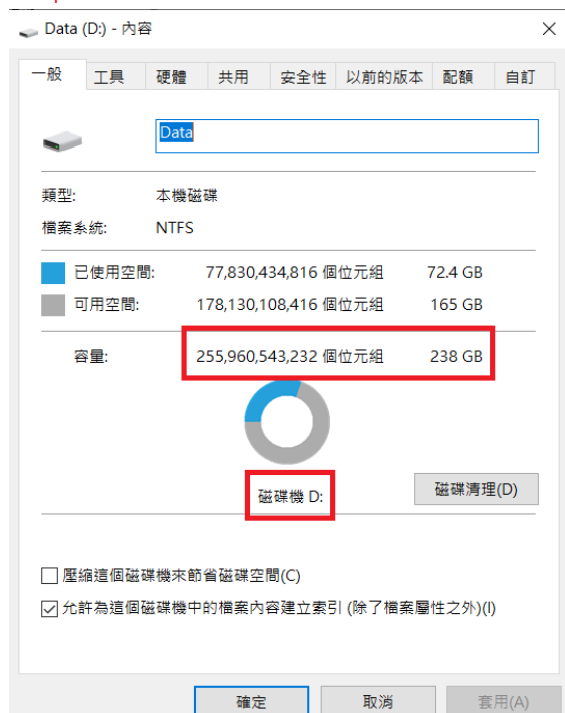 Data (D:) - 內容
一般 工具 硬體 共用 安全性 以前的版本 配額 自訂
Data
類型: 本機磁碟
檔案系統: NTFS
已使用空間: 77,830,434,816 個位元組 72.4 GB
可用空間: 178,130,108,416 個位元組 165 GB
容量: 255,960,543,232 個位元組 238 GB
磁碟機 D:
磁碟清理(D)
壓縮這個磁碟機來節省磁碟空間(C)
允許為這個磁碟機中的檔案內容建立索引 (除了檔案屬性之外)(I)
確定 取消 套用(A)